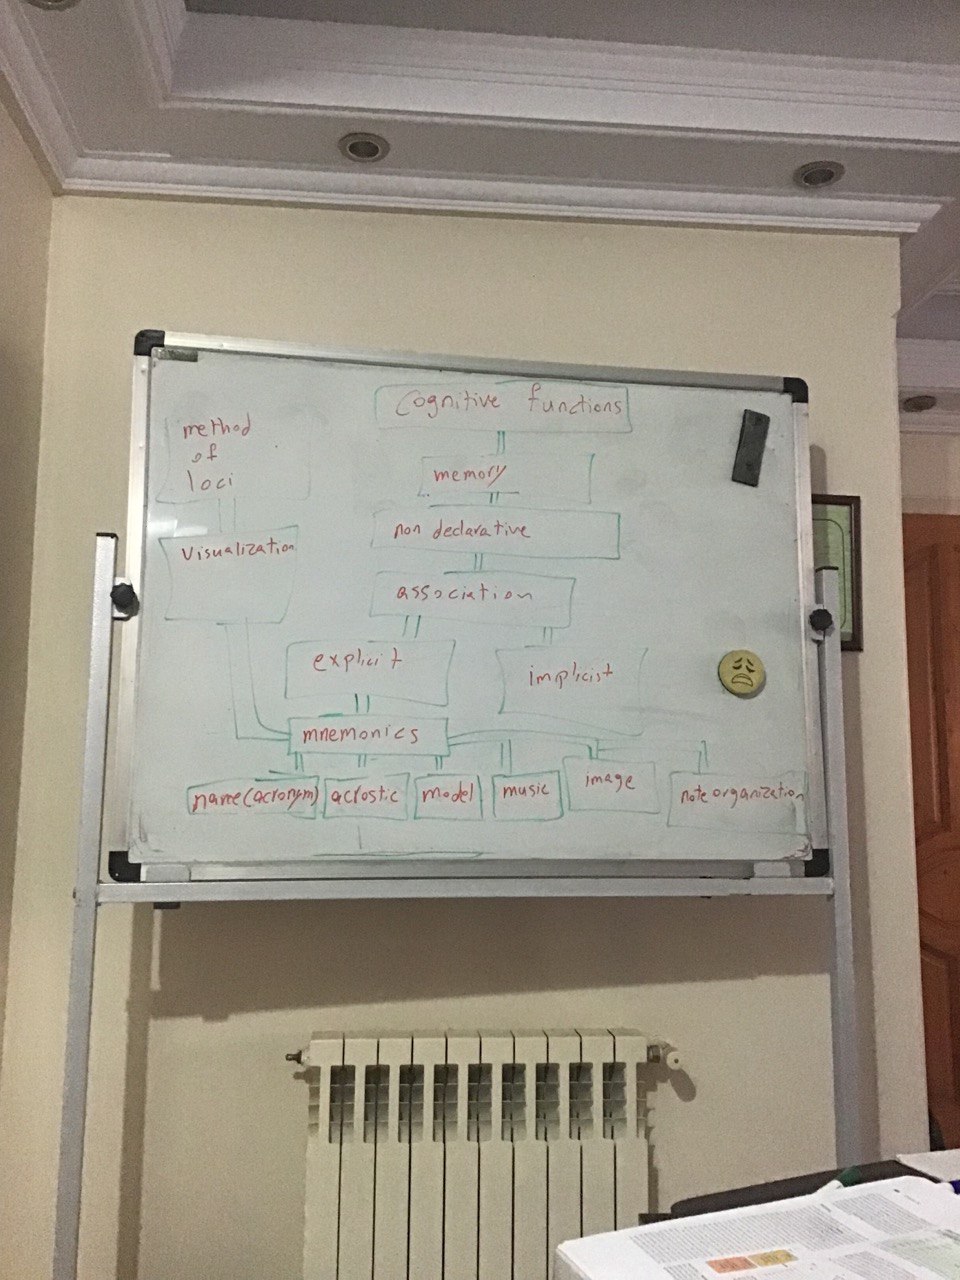 cognitive functions
method
of
loci
memory
non declarative
visualization
association
explicit
implicist
mnemonics
name(acronym)
acrostic
model
music
image
note organization